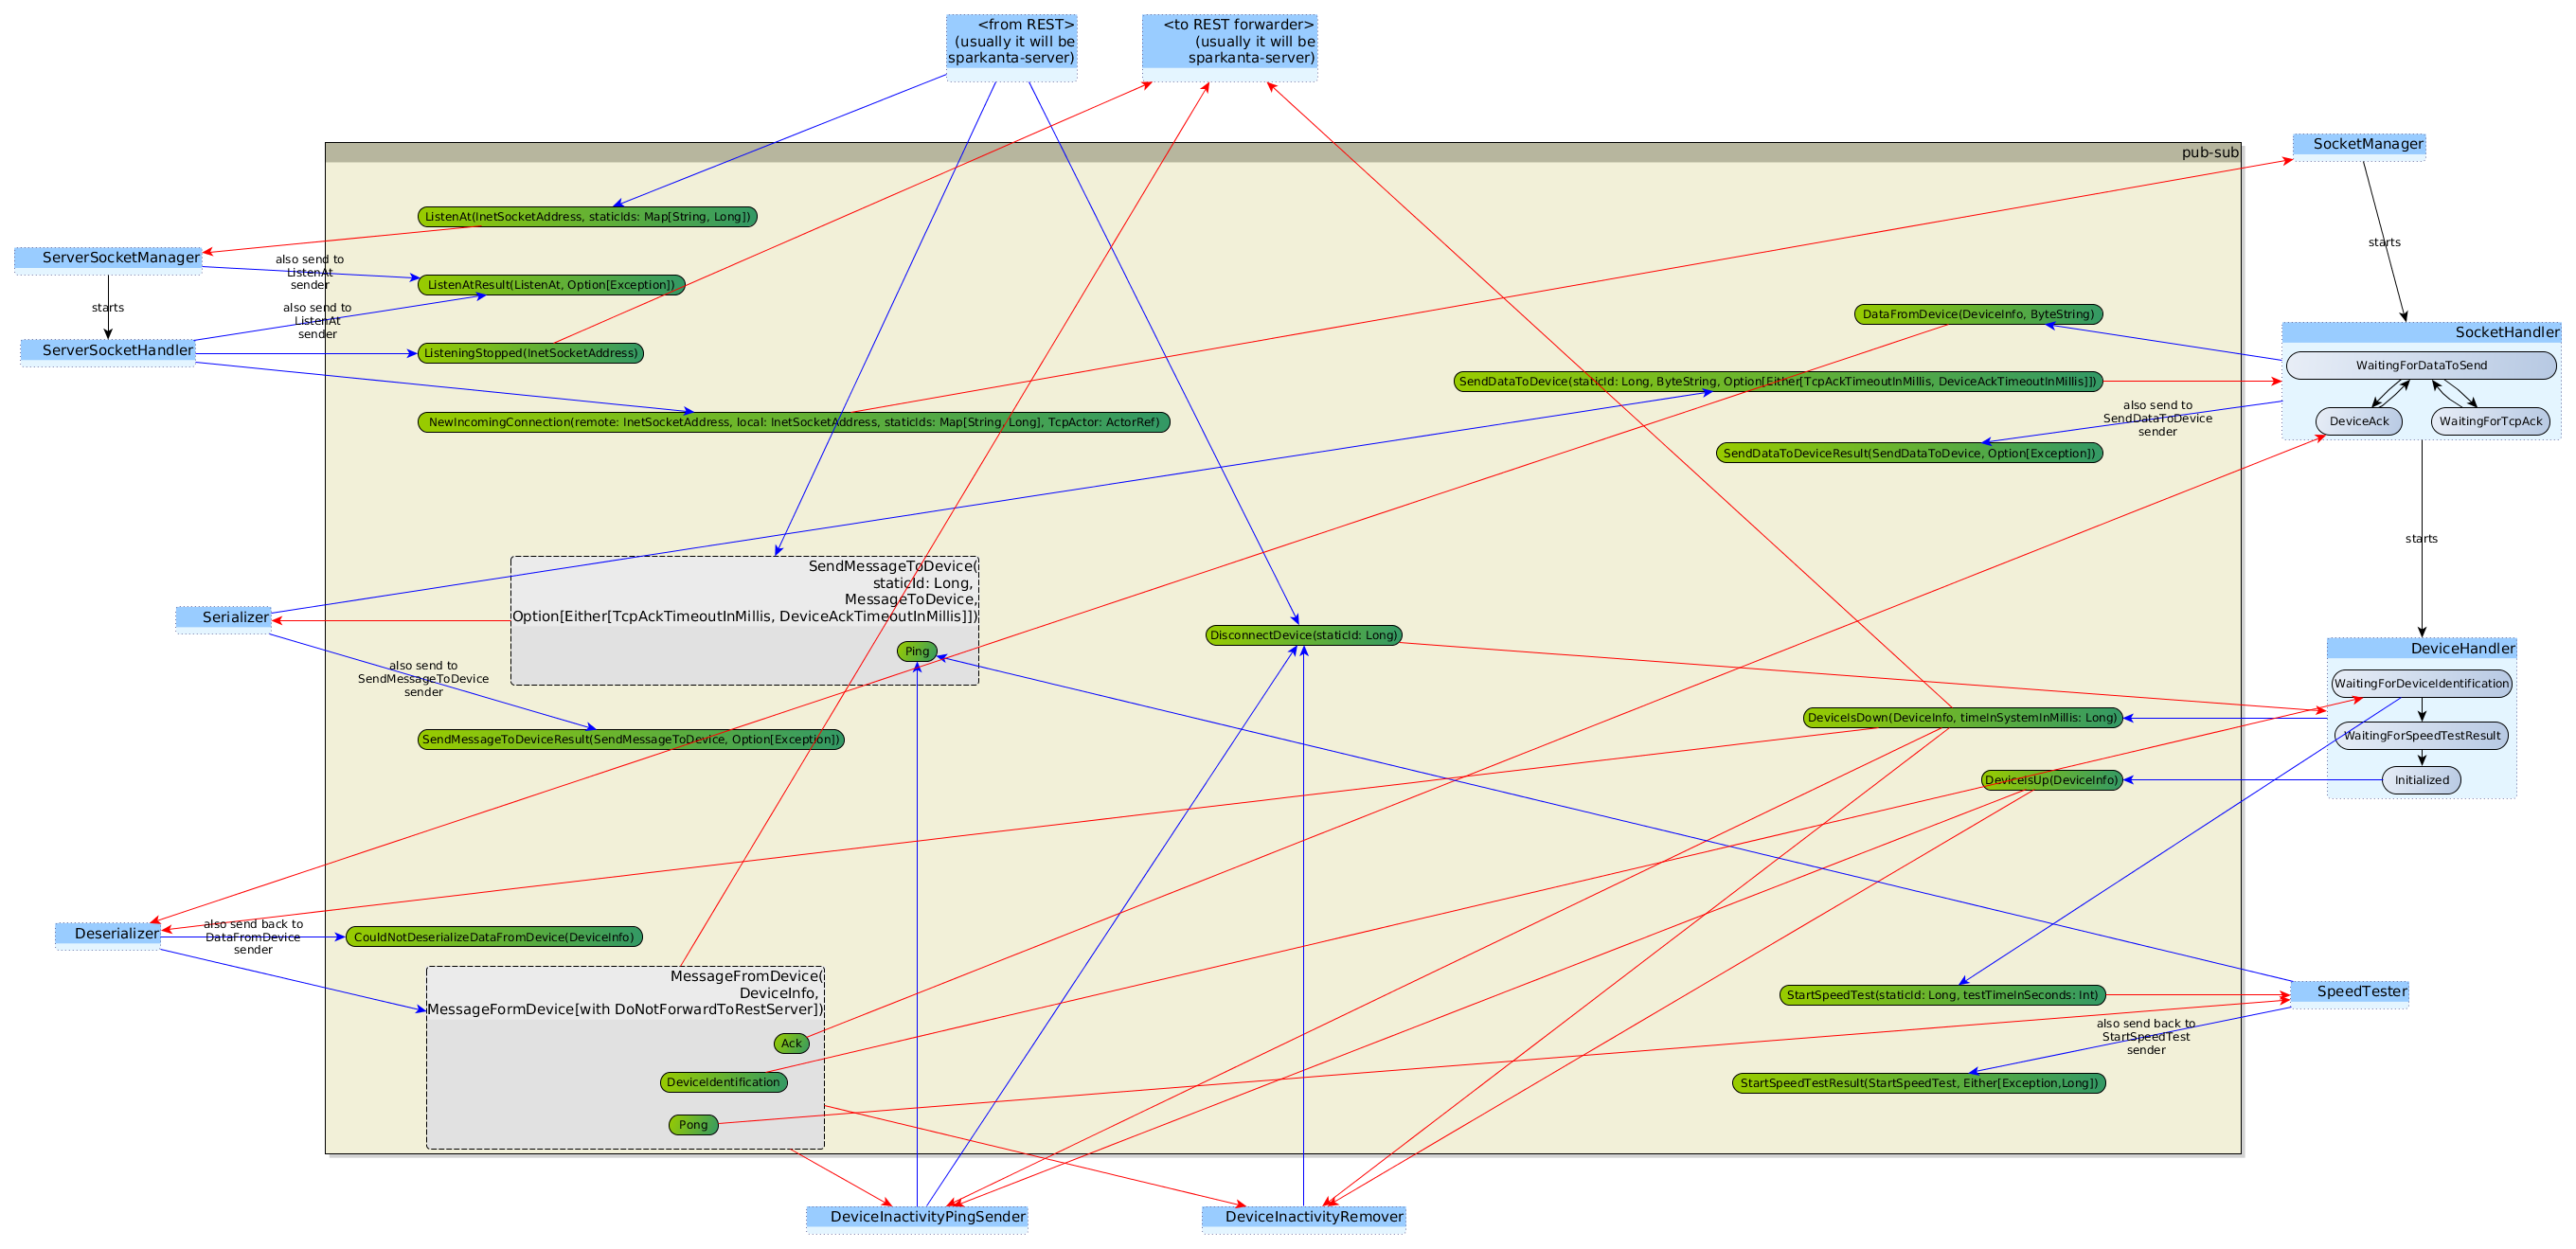 <from REST>
(usually it will be
sparkanta-server)
<to REST forwarder>
(usually it will be
sparkanta-server)
pub-sub
SocketManager
ListenAt(InetSocketAddress, staticIds: Map[String, Long])
ServerSocketManager
also send to
ListenAt
sender
ListenAtResult(ListenAt, Option[Exception])
starts
starts
also send to
ListenAt
sender
ServerSocketHandler
ListeningStopped(InetSocketAddress)
NewIncomingConnection(remote: InetSocketAddress, local: InetSocketAddress, staticIds: Map[String, Long], TcpActor: ActorRef)
DataFromDevice(DeviceInfo, ByteString)
SocketHandler
WaitingForDataToSend
DeviceAck
WaitingForTcpAck
SendDataToDevice(staticId: Long, ByteString, Option[Either[TcpAckTimeoutInMillis, DeviceAckTimeoutInMillis]])
also send to
SendDataToDevice
sender
SendDataToDeviceResult(SendDataToDevice, Option[Exception])
starts
SendMessageToDevice(
staticId: Long,
MessageToDevice,
Option[Either[TcpAckTimeoutInMillis, DeviceAckTimeoutInMillis]])
Ping
Serializer
also send to
SendMessageToDevice
sender
SendMessageToDeviceResult(SendMessageToDevice, Option[Exception])
DisconnectDevice(staticId: Long)
DeviceHandler
WaitingForDeviceIdentification
WaitingForSpeedTestResult
Initialized
DeviceIsDown(DeviceInfo, timeInSystemInMillis: Long)
DeviceIsUp(DeviceInfo)
Deserializer
also send back to
DataFromDevice
sender
CouldNotDeserializeDataFromDevice(DeviceInfo)
MessageFromDevice(
DeviceInfo,
MessageFormDevice[with DoNotForwardToRestServer])
Ack
DeviceIdentification
Pong
StartSpeedTest(staticId: Long, testTimeInSeconds: Int)
SpeedTester
also send back to
StartSpeedTest
sender
StartSpeedTestResult(StartSpeedTest, Either[Exception,Long])
DeviceInactivityPingSender
DeviceInactivityRemover